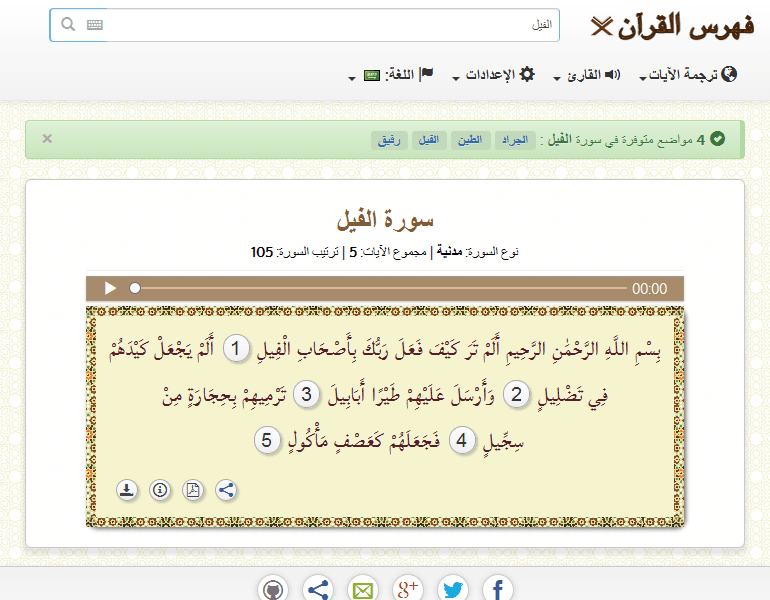 فهرس القرآن
الفيل
ترجمة الآيات القارئ الإعدادات اللغة:
4 مواضع متوفرة في سورة الفيل : الجراد الطين الفيل رقيق
سورة الفيل
نوع السورة: مدنية | مجموع الآيات: 5 | ترتيب السورة: 105
00:00
بِسْمِ اللَّهِ الرَّحْمَٰنِ الرَّحِيمِ أَلَمْ تَرَ كَيْفَ فَعَلَ رَبُّكَ بِأَصْحَابِ الْفِيلِ 1 أَلَمْ يَجْعَلْ كَيْدَهُمْ
فِي تَضْلِيلٍ 2 وَأَرْسَلَ عَلَيْهِمْ طَيْرًا أَبَابِيلَ 3 تَرْمِيهِمْ بِحِجَارَةٍ مِنْ
سِجِّيلٍ 4 فَجَعَلَهُمْ كَعَصْفٍ مَأْكُولٍ 5